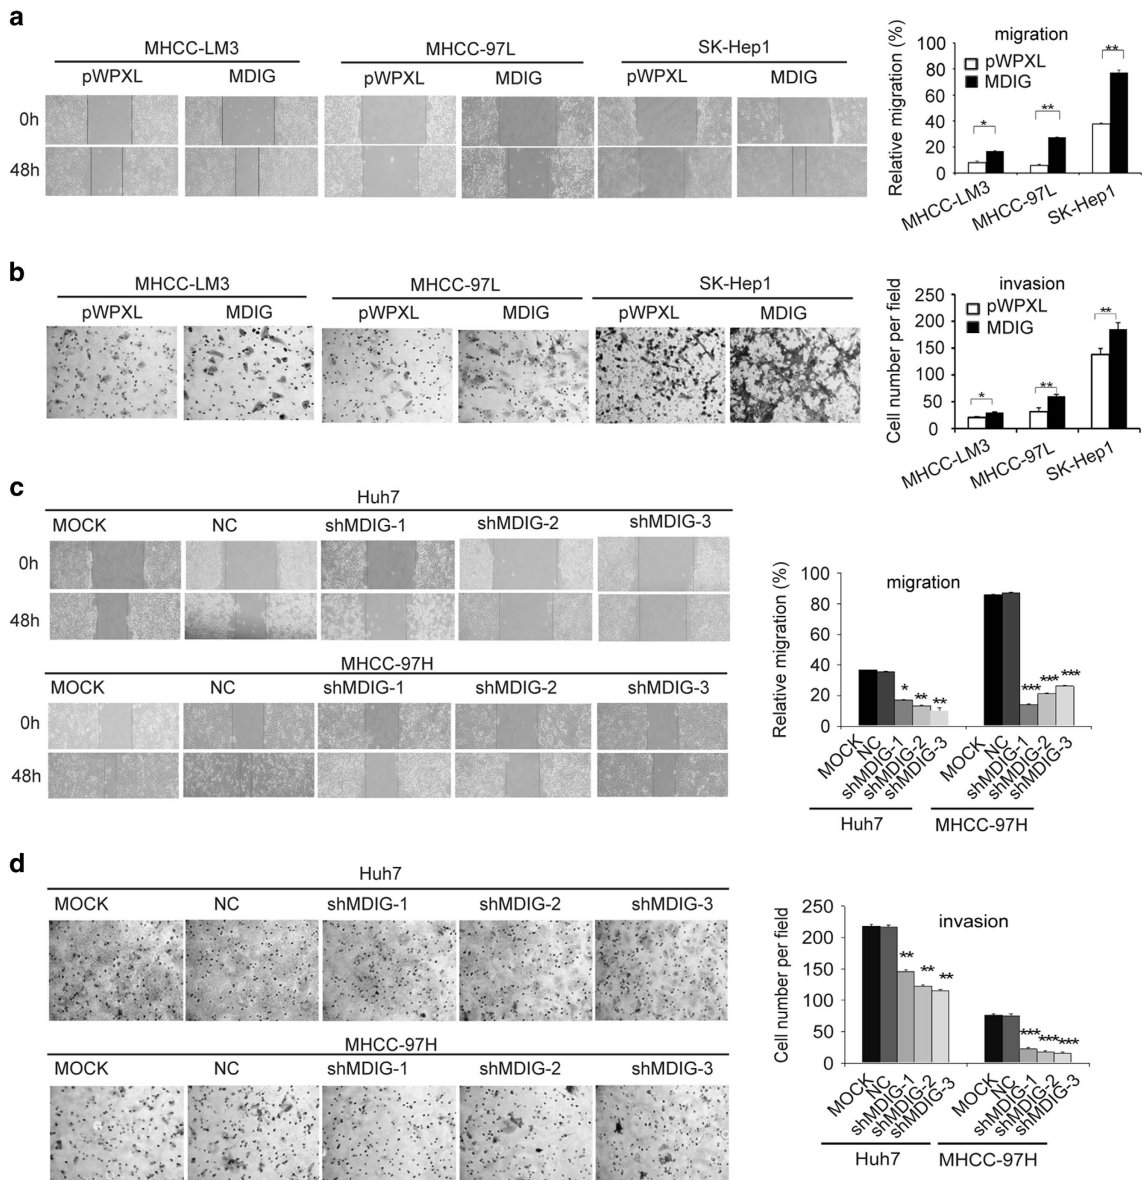 a
MHCC-LM3 MHCC-97L SK-Hep1
pWPXL MDIG pWPXL MDIG pWPXL MDIG
0h
48h
Relative migration (%)
migration
pWPXL
MDIG
100
80
60
40
20
0
* ** **
MHCC-LM3 MHCC-97L SK-Hep1
b
MHCC-LM3 MHCC-97L SK-Hep1
pWPXL MDIG pWPXL MDIG pWPXL MDIG
Cell number per field
invasion
pWPXL
MDIG
250
200
150
100
50
0
* ** **
MHCC-LM3 MHCC-97L SK-Hep1
c
Huh7
MOCK NC shMDIG-1 shMDIG-2 shMDIG-3
0h
48h
MHCC-97H
MOCK NC shMDIG-1 shMDIG-2 shMDIG-3
0h
48h
Relative migration (%)
migration
100
80
60
40
20
0
* ** ** *** *** ***
MOCK NC shMDIG-1 shMDIG-2 shMDIG-3 MOCK NC shMDIG-1 shMDIG-2 shMDIG-3
Huh7 MHCC-97H
d
Huh7
MOCK NC shMDIG-1 shMDIG-2 shMDIG-3
MHCC-97H
MOCK NC shMDIG-1 shMDIG-2 shMDIG-3
Cell number per field
invasion
250
200
150
100
50
0
** ** ** *** *** ***
MOCK NC shMDIG-1 shMDIG-2 shMDIG-3 MOCK NC shMDIG-1 shMDIG-2 shMDIG-3
Huh7 MHCC-97H